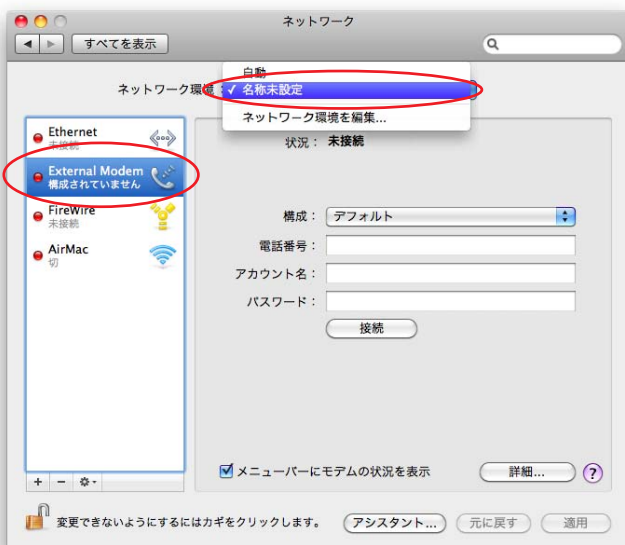 ネットワーク
すべてを表示
自動
ネットワーク環境：
✓ 名称未設定
ネットワーク環境を編集...
Ethernet
未接続
External Modem
構成されていません
FireWire
未接続
AirMac
切
状況： 未接続
構成： デフォルト
電話番号：
アカウント名：
パスワード：
接続
メニューバーにモデムの状況を表示
詳細...
?
変更できないようにするにはカギをクリックします。
アシスタント...
元に戻す
適用